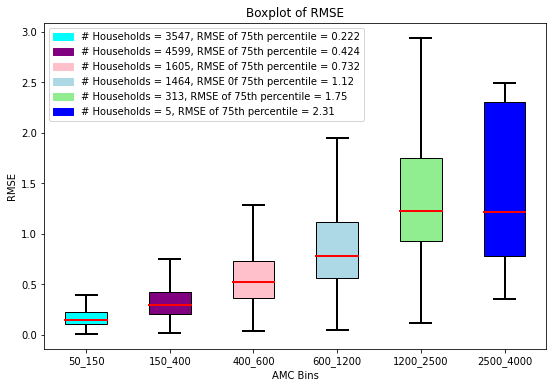 Boxplot of RMSE
# Households = 3547, RMSE of 75th percentile = 0.222
# Households = 4599, RMSE of 75th percentile = 0.424
# Households = 1605, RMSE of 75th percentile = 0.732
# Households = 1464, RMSE 0f 75th percentile = 1.12
# Households = 313, RMSE of 75th percentile = 1.75
# Households = 5, RMSE of 75th percentile = 2.31
3.0
2.5
2.0
1.5
1.0
0.5
0.0
RMSE
50_150 150_400 400_600 600_1200 1200_2500 2500_4000
AMC Bins